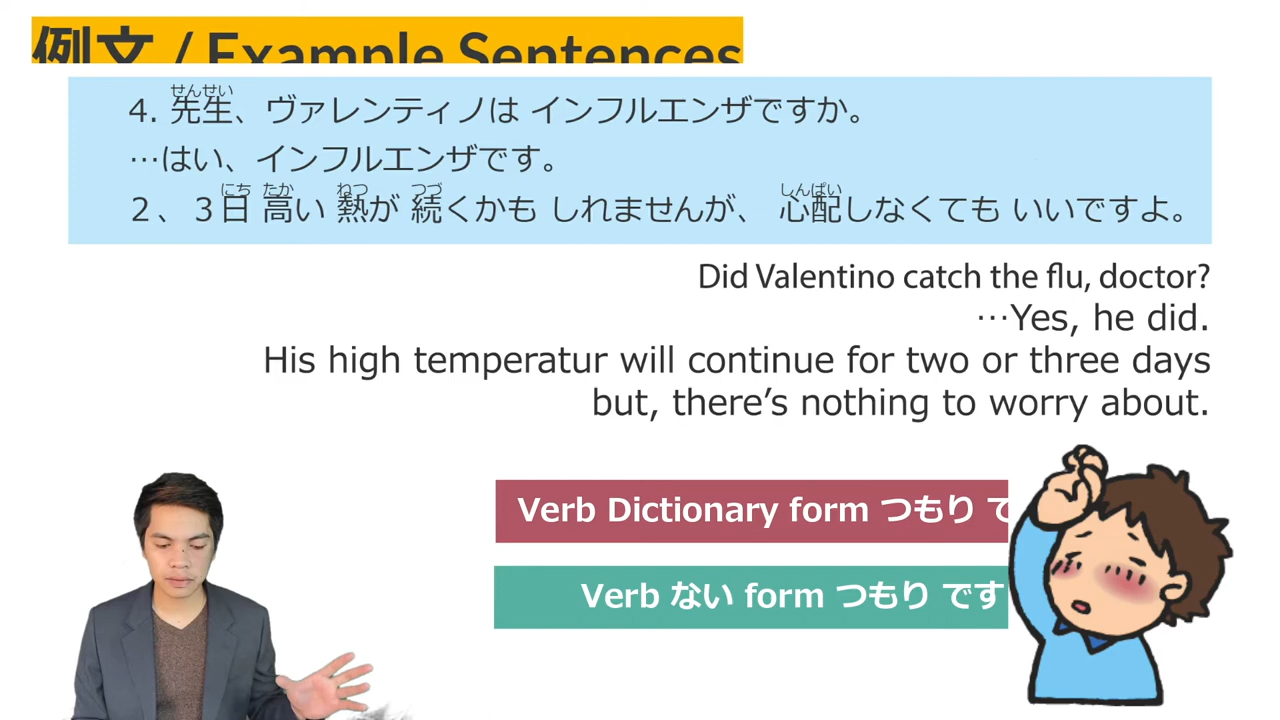 例文 / Example Sentences
せんせい
4. 先生、ヴァレンティノは インフルエンザですか。
…はい、インフルエンザです。
にち たか ねつ つづ しんぱい
２、３日 高い 熱が 続くかも しれませんが、 心配しなくても いいですよ。
Did Valentino catch the flu, doctor?
…Yes, he did.
His high temperatur will continue for two or three days
but, there’s nothing to worry about.
Verb Dictionary form つもり で
Verb ない form つもり です